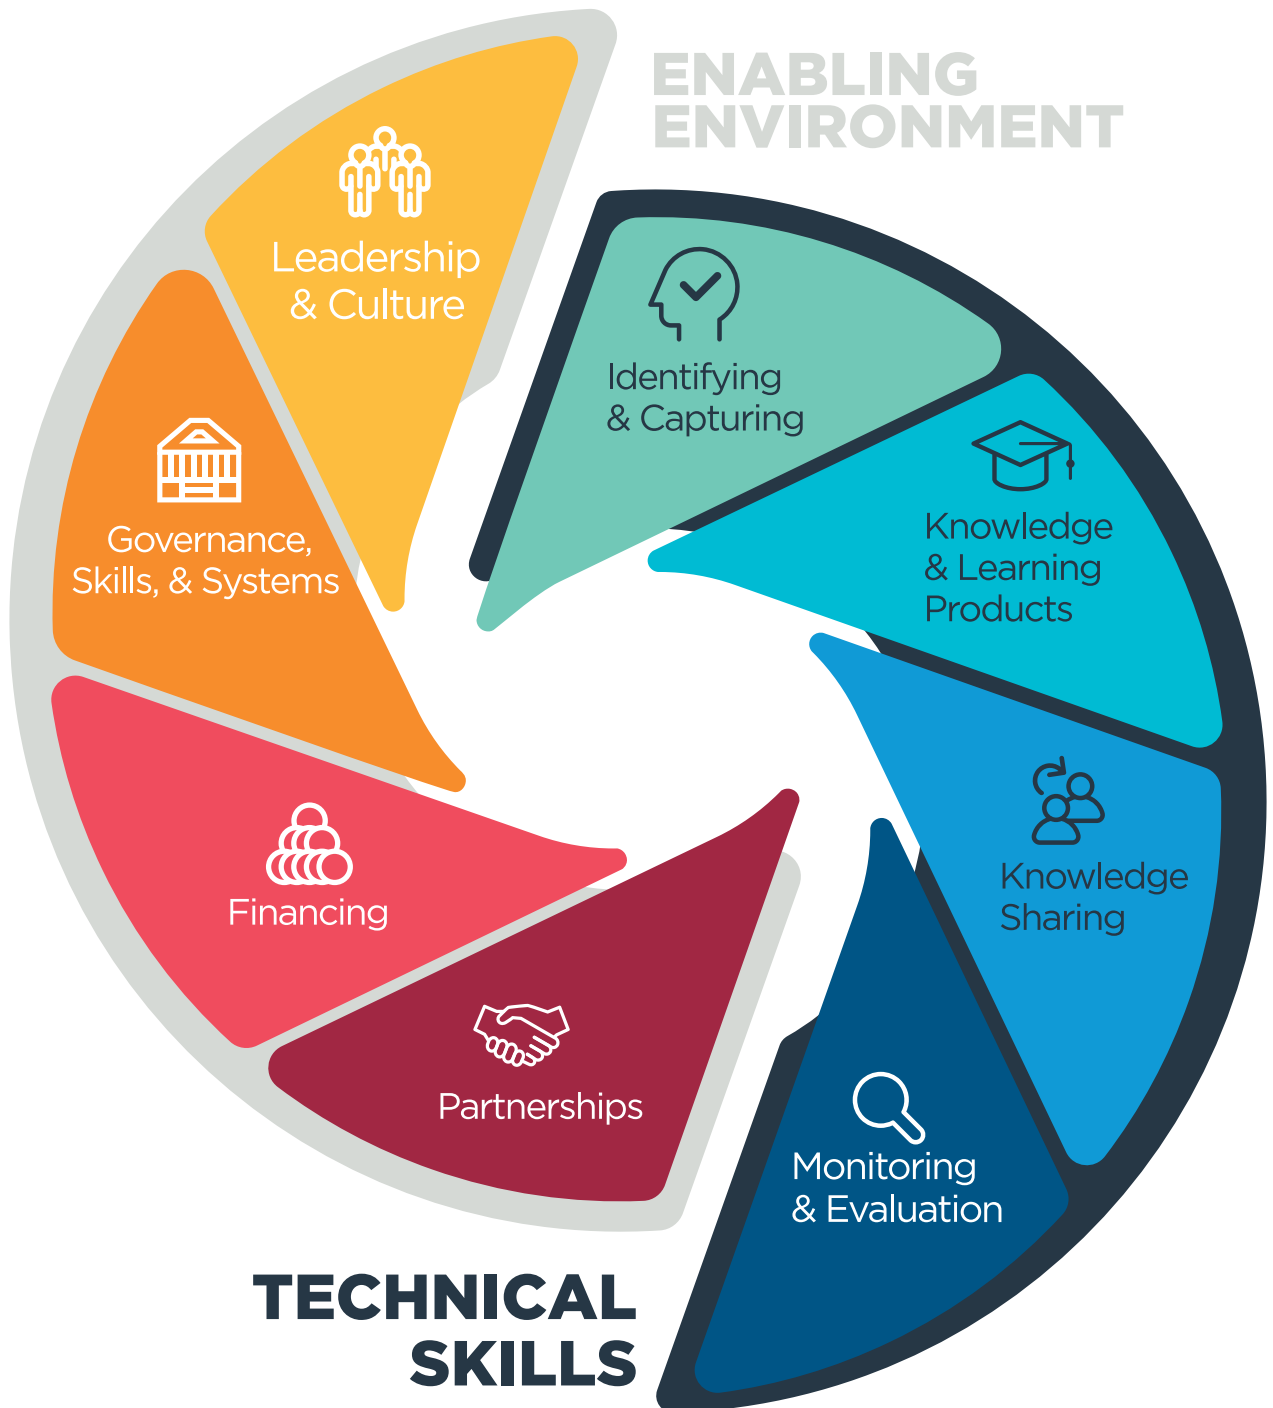 ENABLING
ENVIRONMENT
Leadership
& Culture
Governance,
Skills, & Systems
Financing
Partnerships
Identifying
& Capturing
Knowledge
& Learning
Products
Knowledge
Sharing
Monitoring
& Evaluation
TECHNICAL
SKILLS